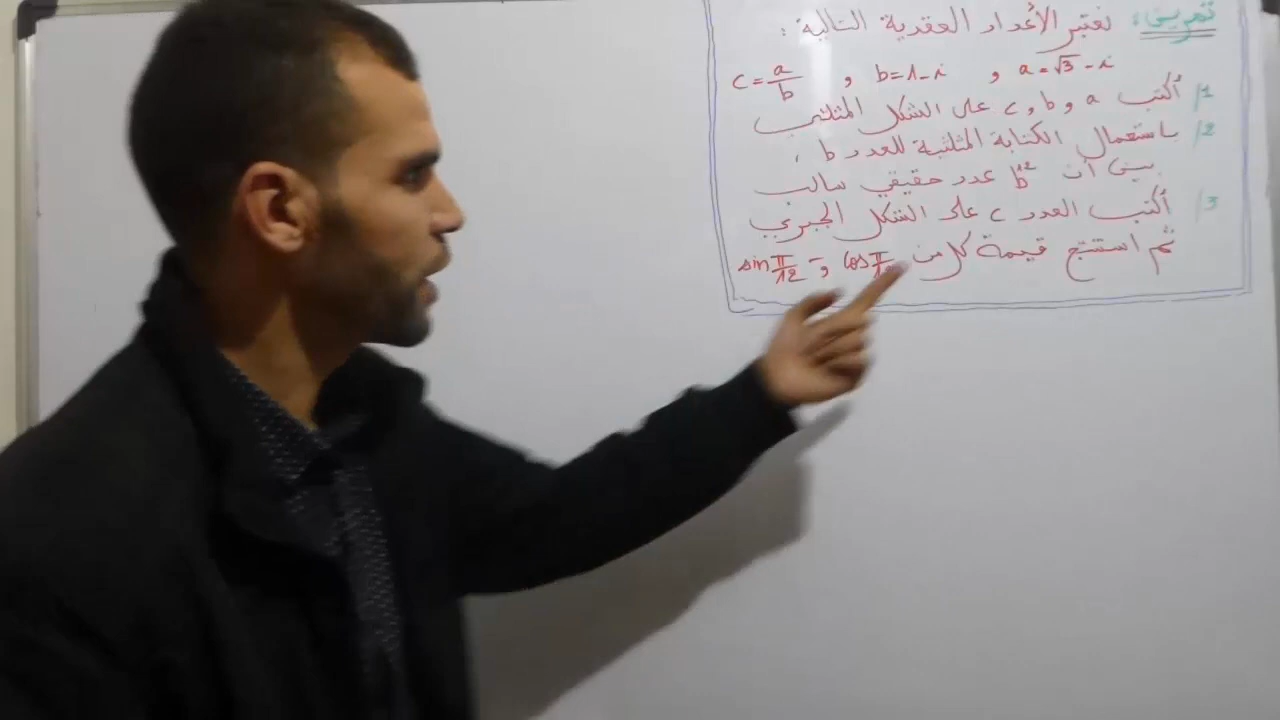 تمرين: نعتبر الأعداد العقدية التالية :
a = √3 - i و b = 1 - i و c = a/b
1/ أكتب a و b و c على الشكل المثلثي
2/ باستعمال الكتابة المثلثية للعدد b ،
بين أن b¹² عدد حقيقي سالب
3/ أكتب العدد c على الشكل الجبري
ثم استنتج قيمة كل من cos π/12 و sin π/12